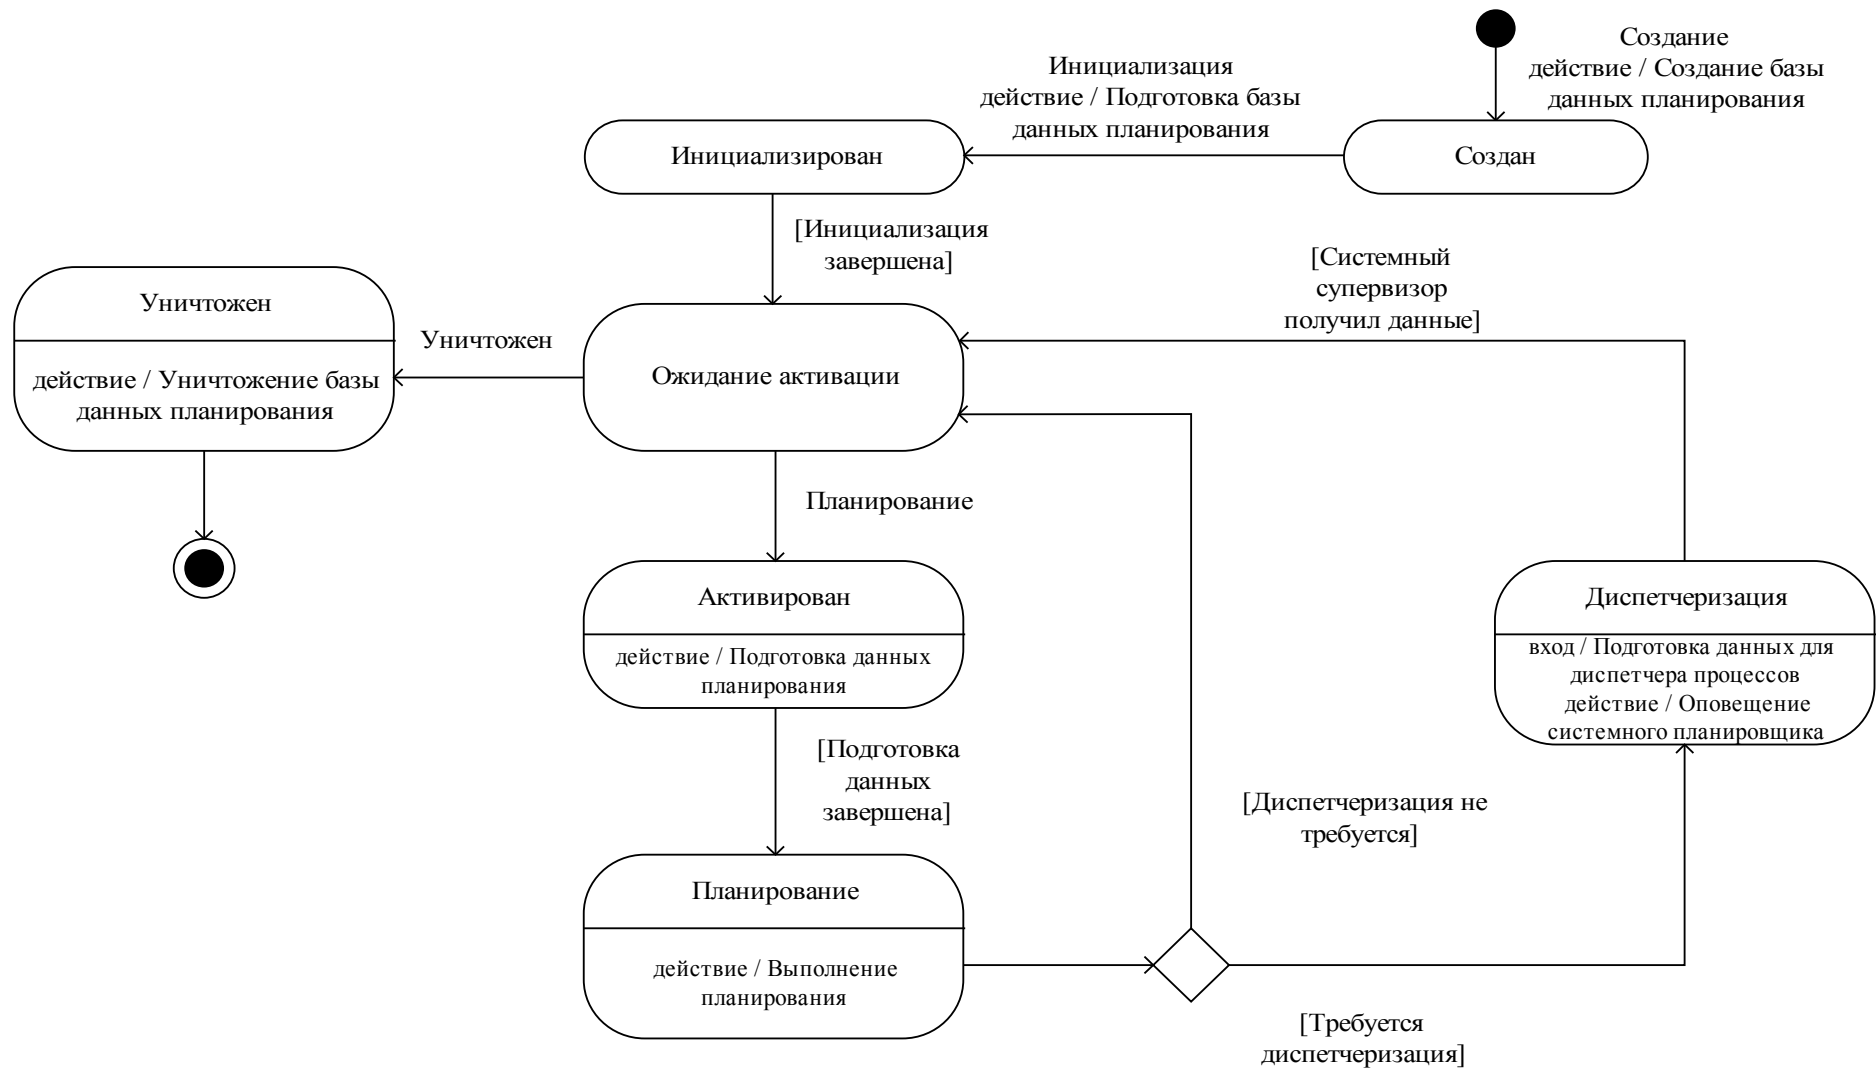 Создание
действие / Создание базы
данных планирования
Инициализация
действие / Подготовка базы
данных планирования
Инициализирован
Создан
[Инициализация
завершена]
[Системный
супервизор
получил данные]
Уничтожен
действие / Уничтожение базы
данных планирования
Уничтожен
Ожидание активации
Планирование
Активирован
действие / Подготовка данных
планирования
Диспетчеризация
вход / Подготовка данных для
диспетчера процессов
действие / Оповещение
системного планировщика
[Подготовка
данных
завершена]
[Диспетчеризация не
требуется]
Планирование
действие / Выполнение
планирования
[Требуется
диспетчеризация]